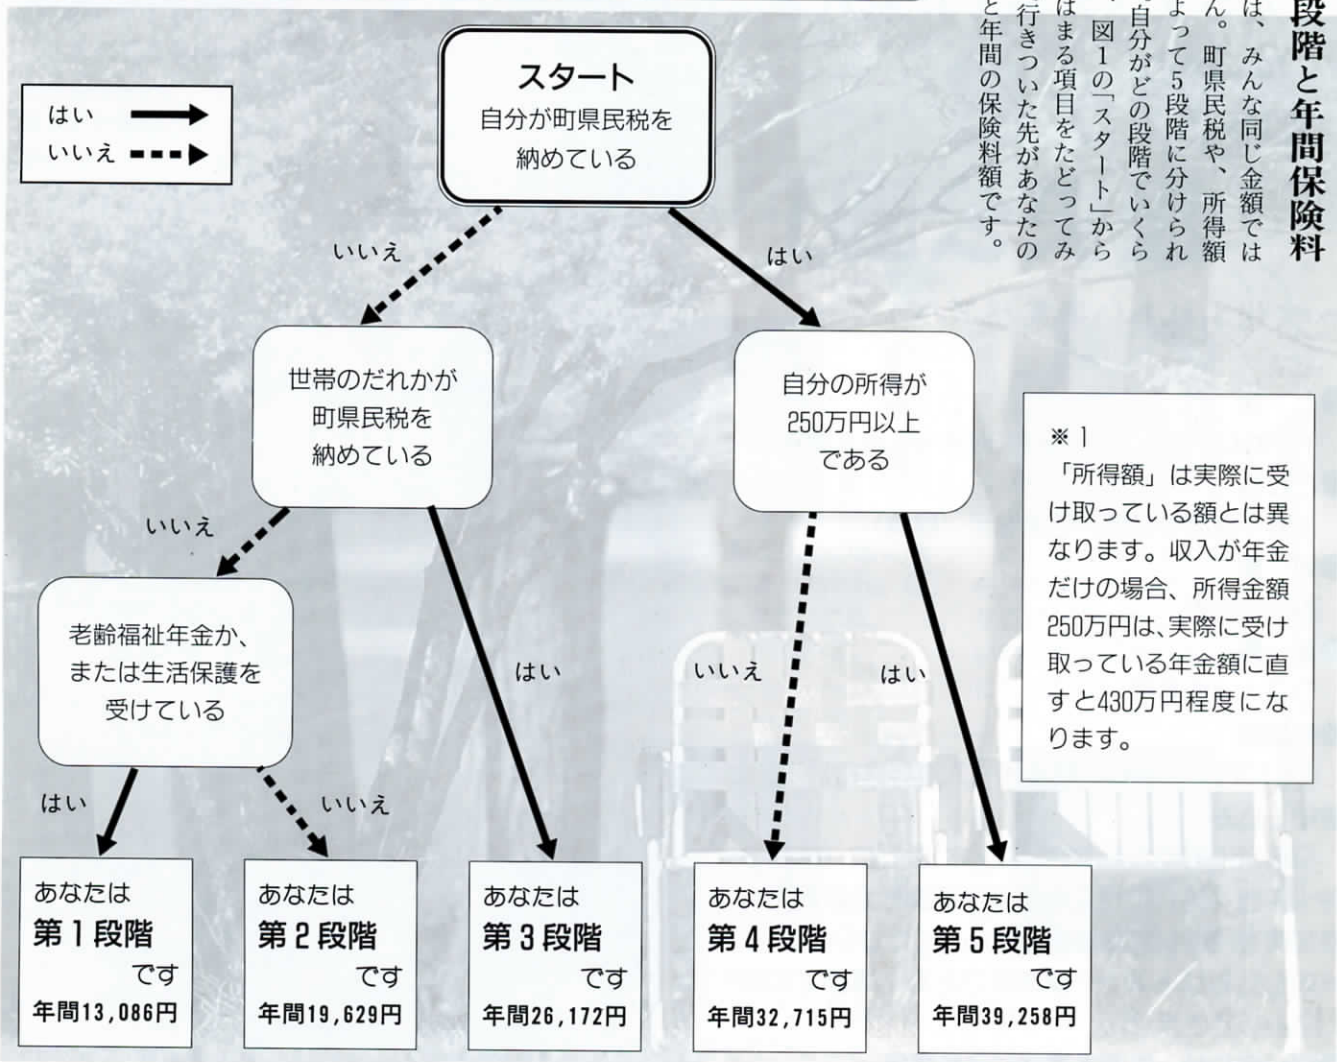 段階と年間保険料
は、みんな同じ金額では
ん。町県民税や、所得額
よって5段階に分けられ
自分がどの段階でいくら
、図1の「スタート」から
はまる項目をたどってみ
行きついた先があなたの
と年間の保険料額です。
はい
いいえ
スタート
自分が町県民税を
納めている
いいえ
はい
世帯のだれかが
町県民税を
納めている
自分の所得が
250万円以上
である
※1
「所得額」は実際に受
け取っている額とは異
なります。収入が年金
だけの場合、所得金額
250万円は、実際に受け
取っている年金額に直
すと430万円程度にな
ります。
いいえ
はい
いいえ
はい
老齢福祉年金か、
または生活保護を
受けている
はい
いいえ
あなたは
第1段階
です
年間13,086円
あなたは
第2段階
です
年間19,629円
あなたは
第3段階
です
年間26,172円
あなたは
第4段階
です
年間32,715円
あなたは
第5段階
です
年間39,258円